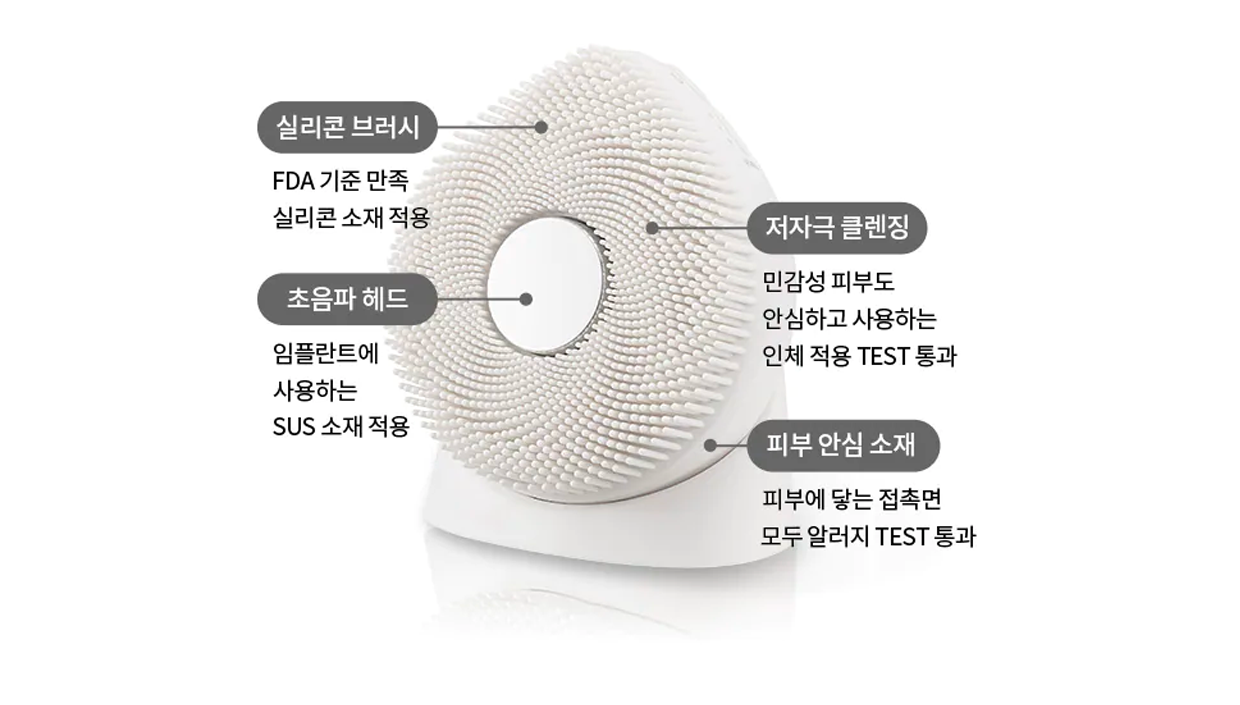 실리콘 브러시
FDA 기준 만족
실리콘 소재 적용
초음파 헤드
임플란트에
사용하는
SUS 소재 적용
저자극 클렌징
민감성 피부도
안심하고 사용하는
인체 적용 TEST 통과
피부 안심 소재
피부에 닿는 접촉면
모두 알러지 TEST 통과